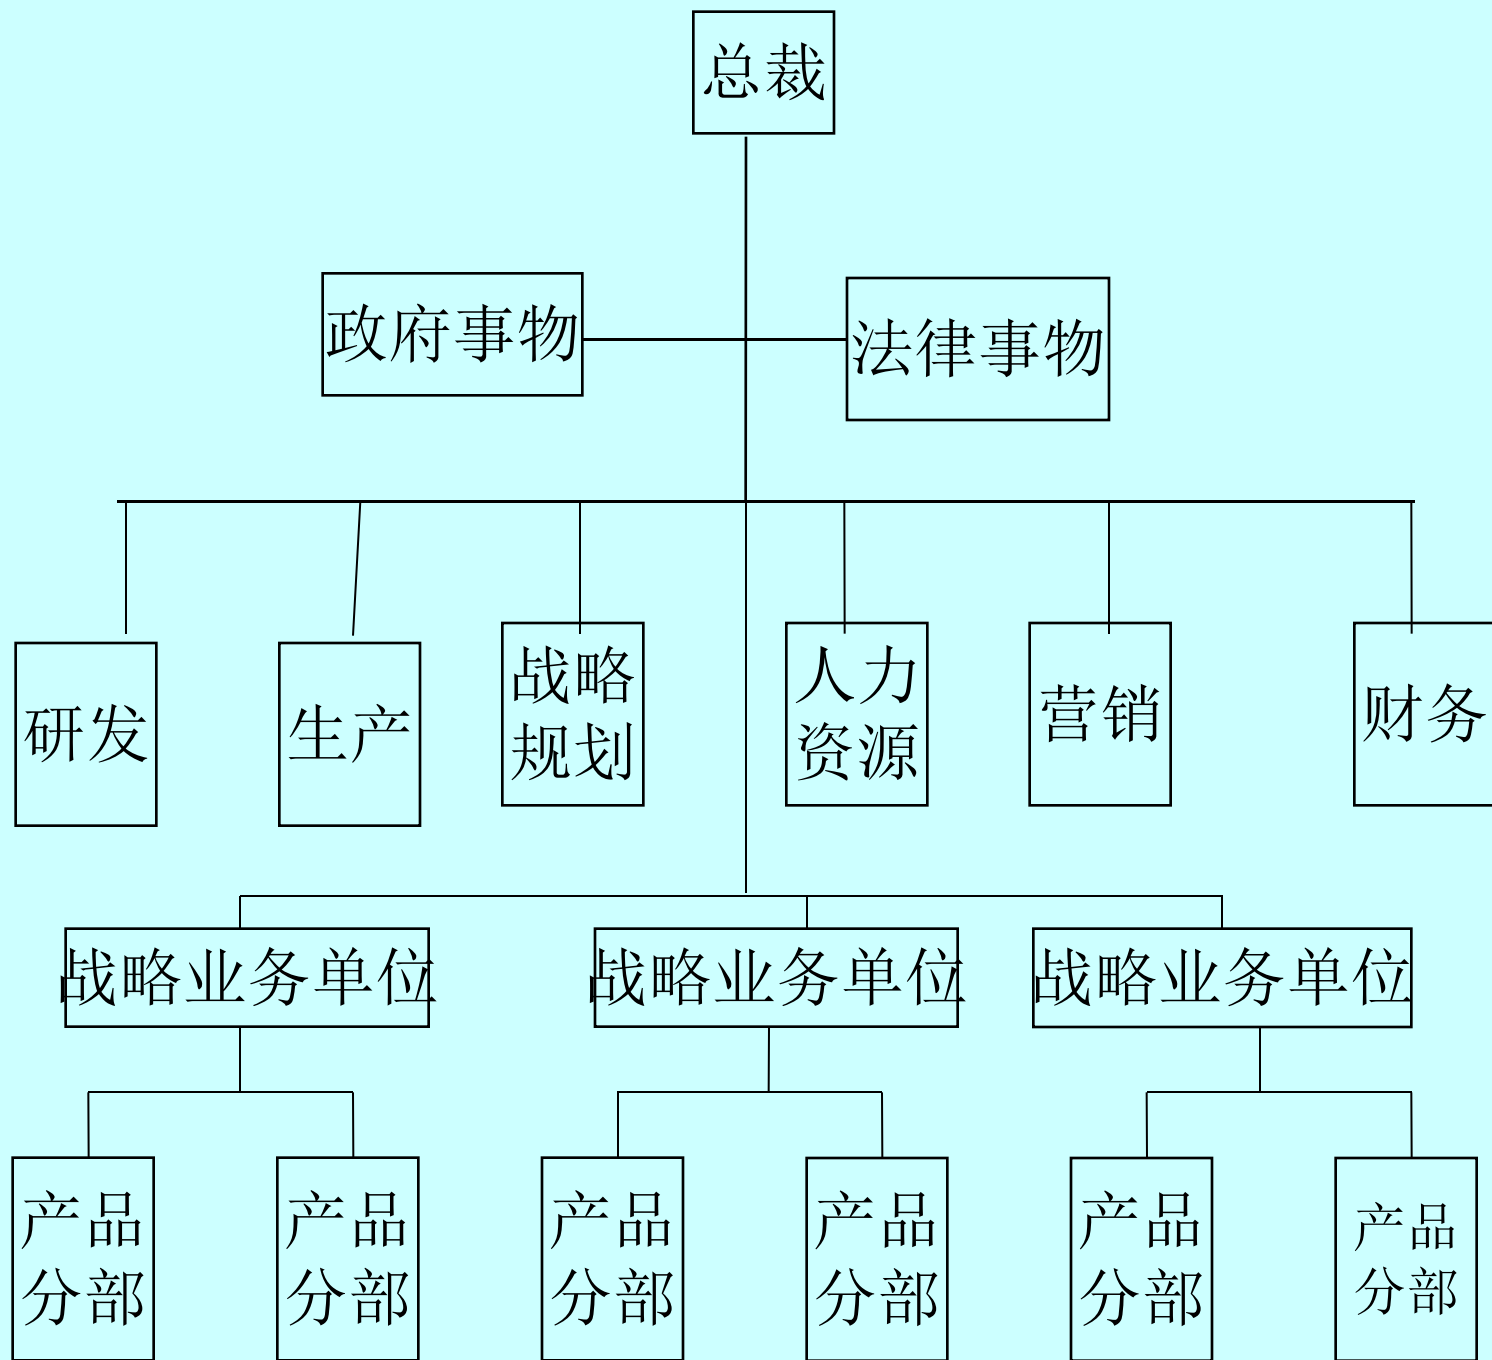 总裁
政府事物
法律事物
研发
生产
战略
规划
人力
资源
营销
财务
战略业务单位
战略业务单位
战略业务单位
产品
分部
产品
分部
产品
分部
产品
分部
产品
分部
产品
分部